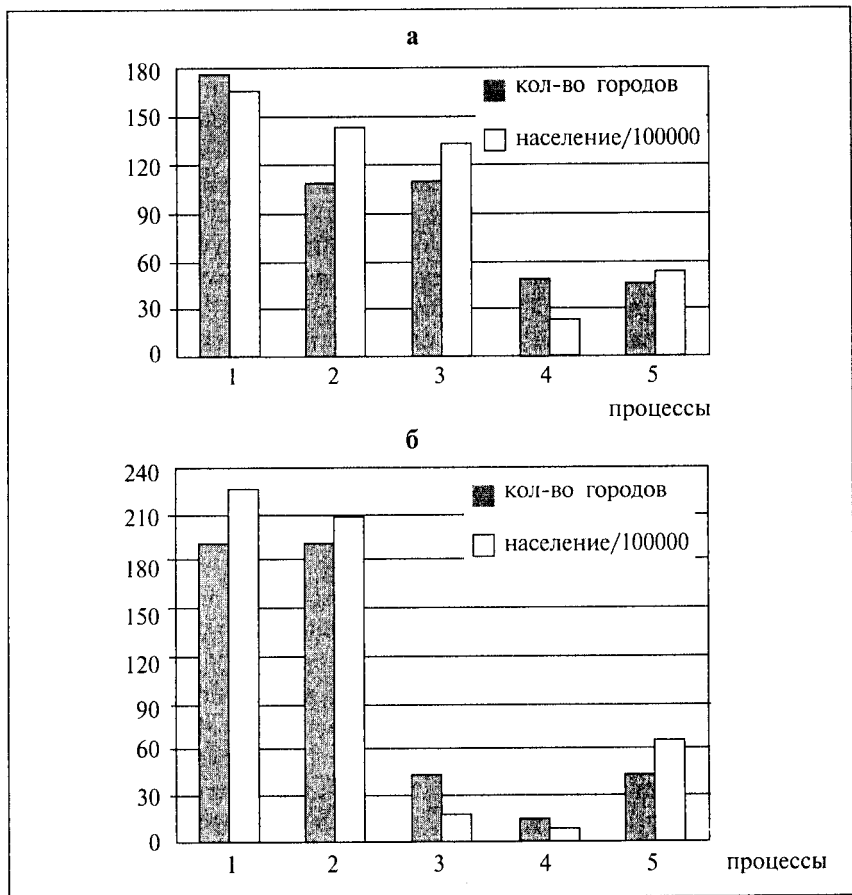 а
180
150
120
90
60
30
0
кол-во городов
население/100000
1 2 3 4 5
процессы
б
240
210
180
150
120
90
60
30
0
кол-во городов
население/100000
1 2 3 4 5 процессы